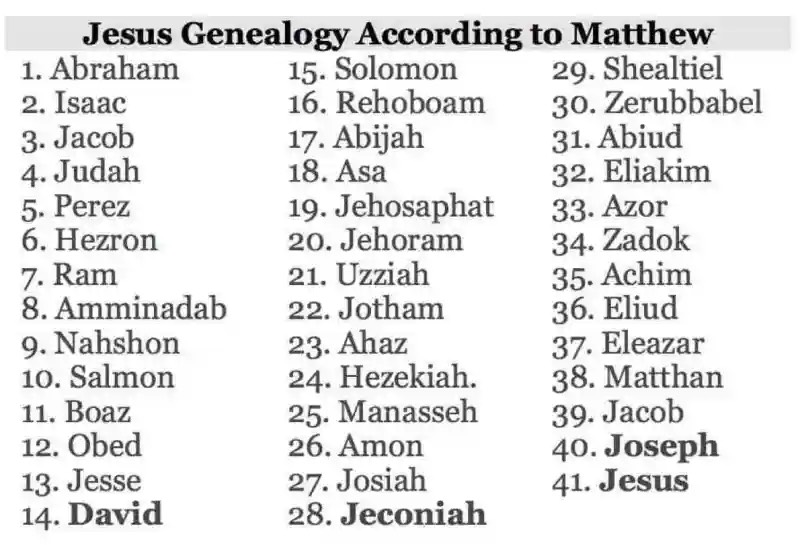 Jesus Genealogy According to Matthew
1. Abraham
2. Isaac
3. Jacob
4. Judah
5. Perez
6. Hezron
7. Ram
8. Amminadab
9. Nahshon
10. Salmon
11. Boaz
12. Obed
13. Jesse
14. David
15. Solomon
16. Rehoboam
17. Abijah
18. Asa
19. Jehosaphat
20. Jehoram
21. Uzziah
22. Jotham
23. Ahaz
24. Hezekiah.
25. Manasseh
26. Amon
27. Josiah
28. Jeconiah
29. Shealtiel
30. Zerubbabel
31. Abiud
32. Eliakim
33. Azor
34. Zadok
35. Achim
36. Eliud
37. Eleazar
38. Matthan
39. Jacob
40. Joseph
41. Jesus